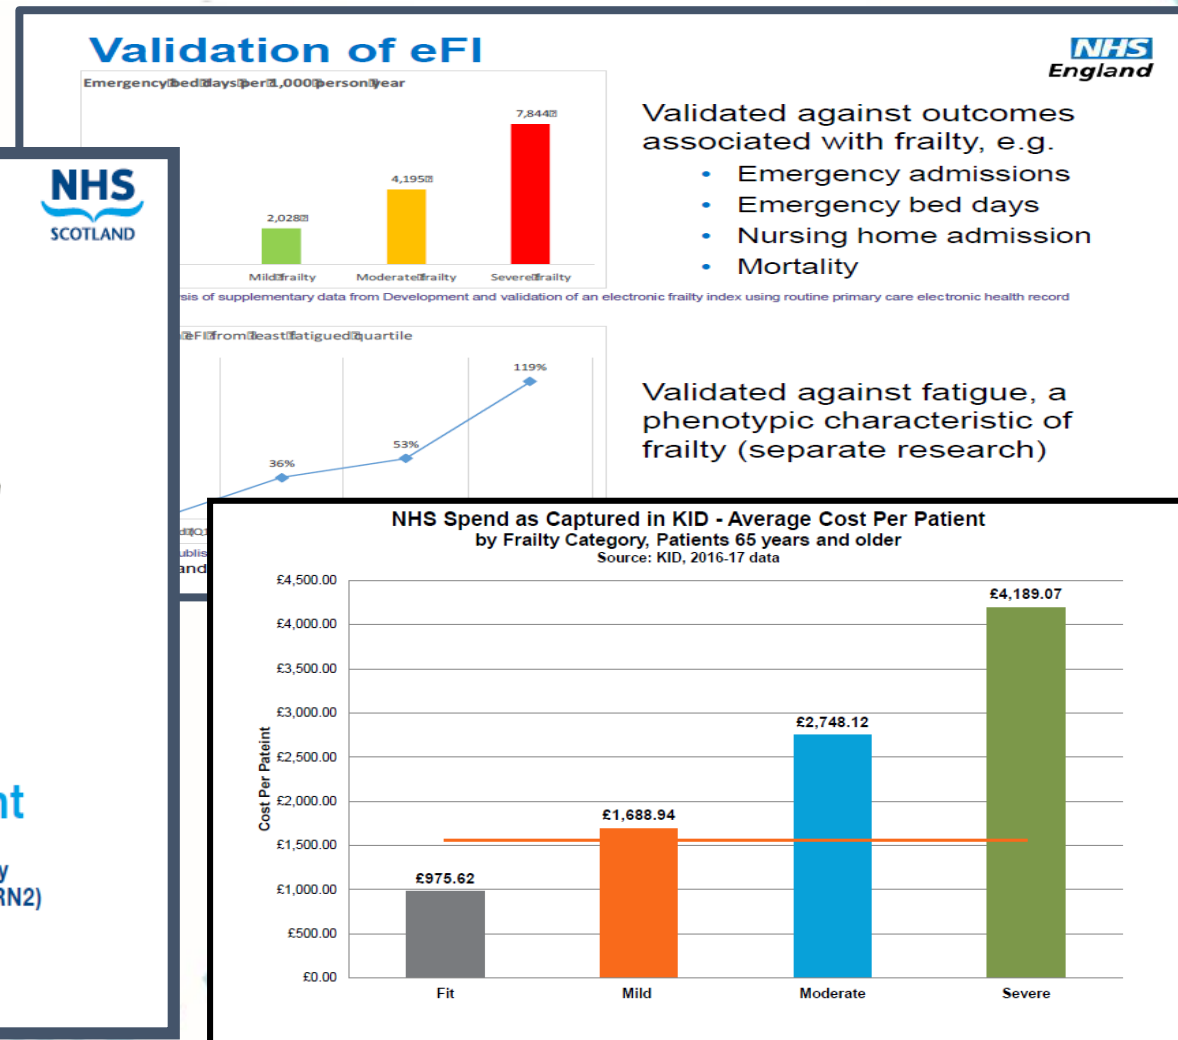 Validation of eFI
NHS
England
Emergency bed days per 1,000 person year
7,844
4,195
2,028
Mild frailty
Moderate frailty
Severe frailty
Validated against outcomes
associated with frailty, e.g.
• Emergency admissions
• Emergency bed days
• Nursing home admission
• Mortality
of supplementary data from Development and validation of an electronic frailty index using routine primary care electronic health record
NHS
SCOTLAND
eFI from least fatigued quartile
119%
53%
36%
Validated against fatigue, a
phenotypic characteristic of
frailty (separate research)
NHS Spend as Captured in KID - Average Cost Per Patient
by Frailty Category, Patients 65 years and older
Source: KID, 2016-17 data
Cost Per Pateint
£4,500.00
£4,000.00
£3,500.00
£3,000.00
£2,500.00
£2,000.00
£1,500.00
£1,000.00
£500.00
£0.00
£975.62
£1,688.94
£2,748.12
£4,189.07
Fit
Mild
Moderate
Severe
nt
y
RN2)